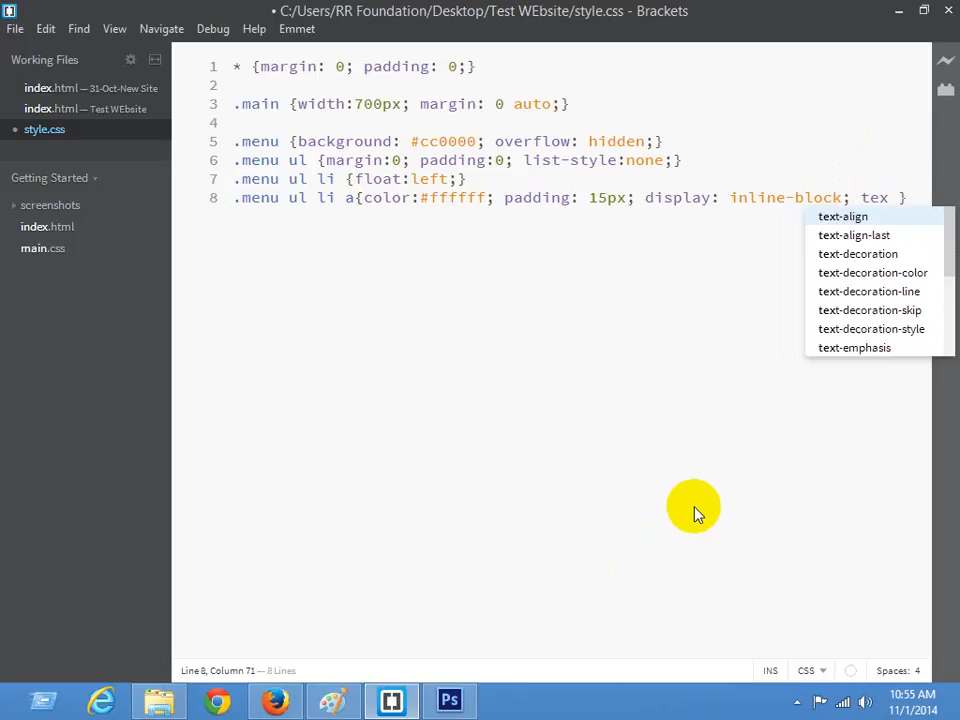 • C:/Users/RR Foundation/Desktop/Test WEbsite/style.css - Brackets
File Edit Find View Navigate Debug Help Emmet
Working Files
index.html — 31-Oct-New Site
index.html — Test WEbsite
• style.css
Getting Started
screenshots
index.html
main.css
1 * {margin: 0; padding: 0;}
2
3 .main {width:700px; margin: 0 auto;}
4
5 .menu {background: #cc0000; overflow: hidden;}
6 .menu ul {margin:0; padding:0; list-style:none;}
7 .menu ul li {float:left;}
8 .menu ul li a{color:#ffffff; padding: 15px; display: inline-block; tex }
text-align
text-align-last
text-decoration
text-decoration-color
text-decoration-line
text-decoration-skip
text-decoration-style
text-emphasis
Line 8, Column 71 — 8 Lines
INS CSS Spaces: 4
Ps
10:55 AM
11/1/2014